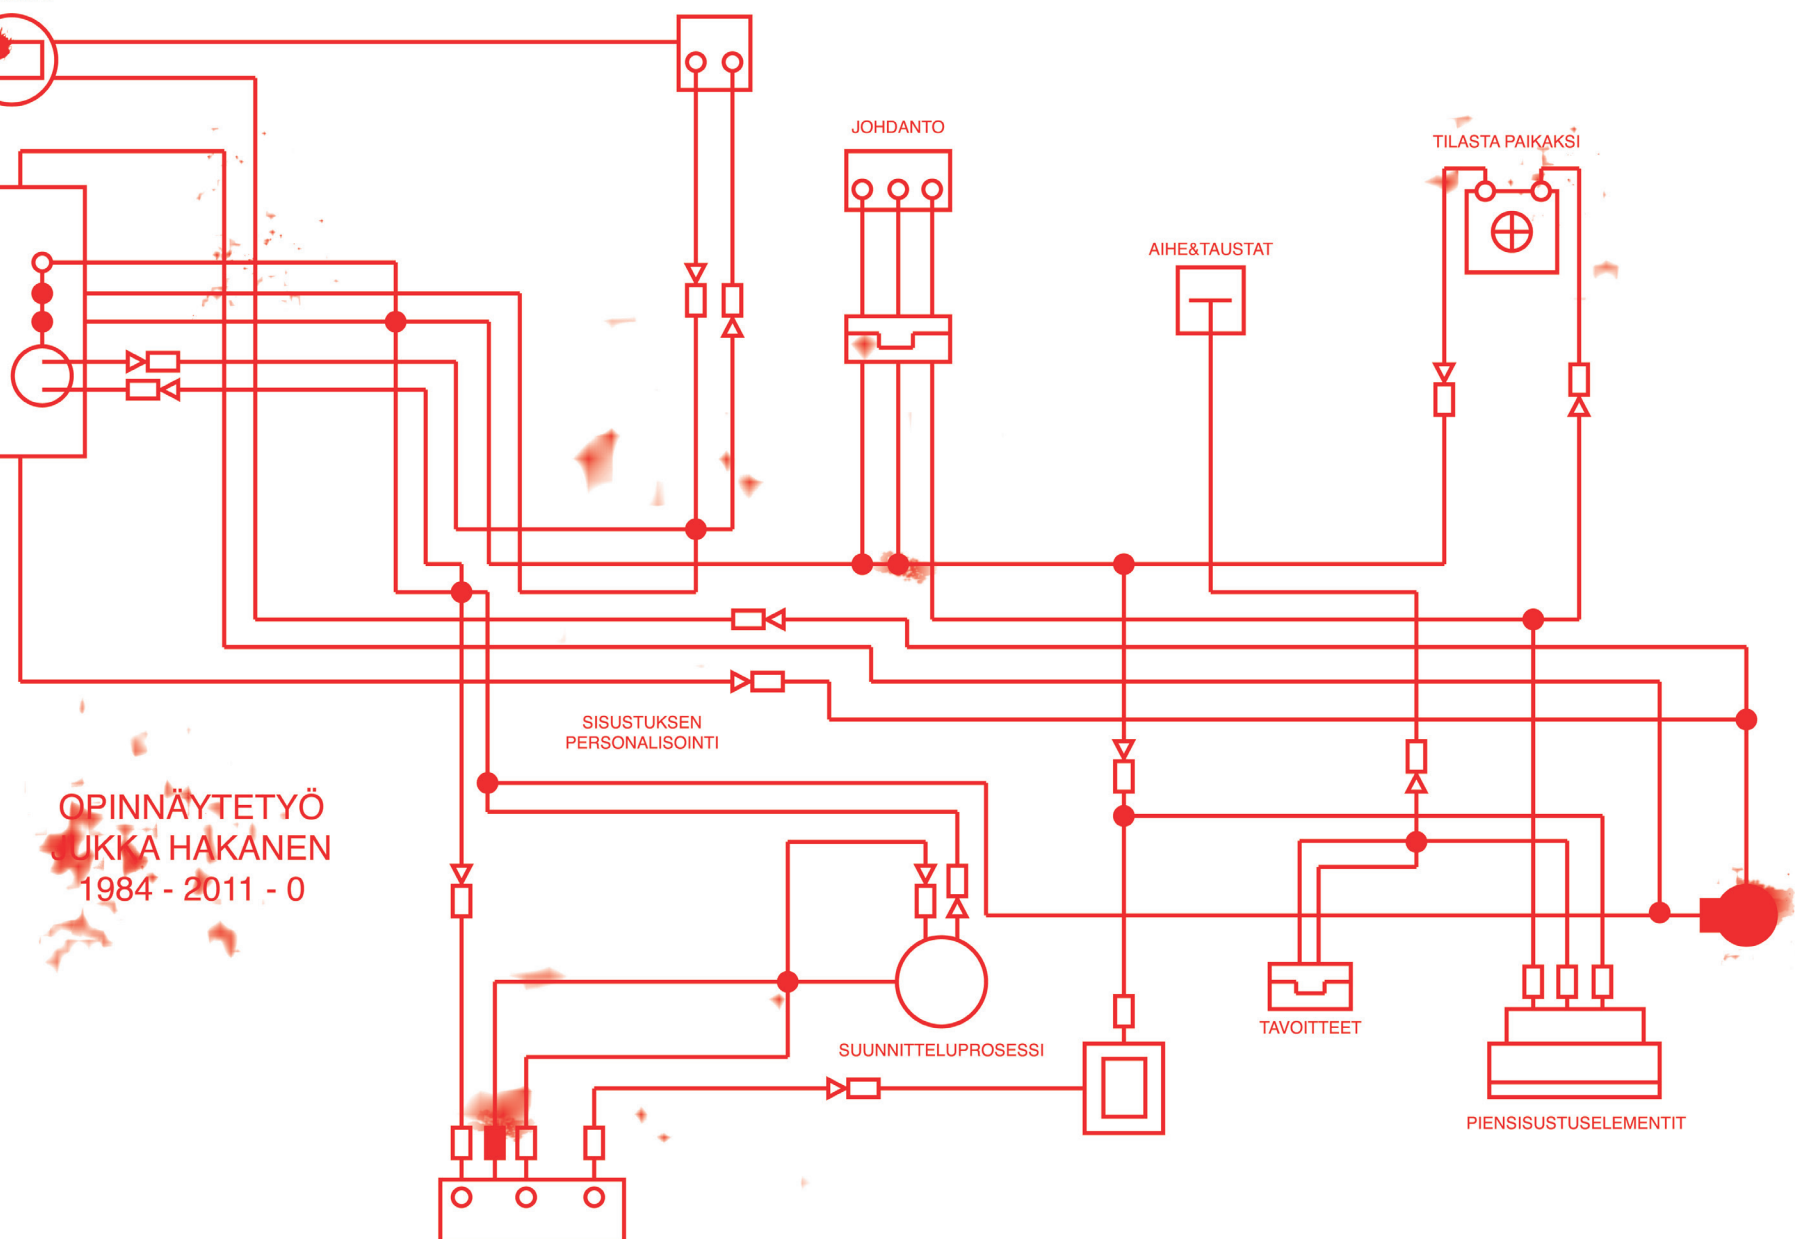 JOHDANTO
TILASTA PAIKAKSI
AIHE&TAUSTAT
SISUSTUKSEN
PERSONALISOINTI
OPINNÄYTETYÖ
JUKKA HAKANEN
1984 - 2011 - 0
TAVOITTEET
SUUNNITTELUPROSESSI
PIENSISUSTUSELEMENTIT